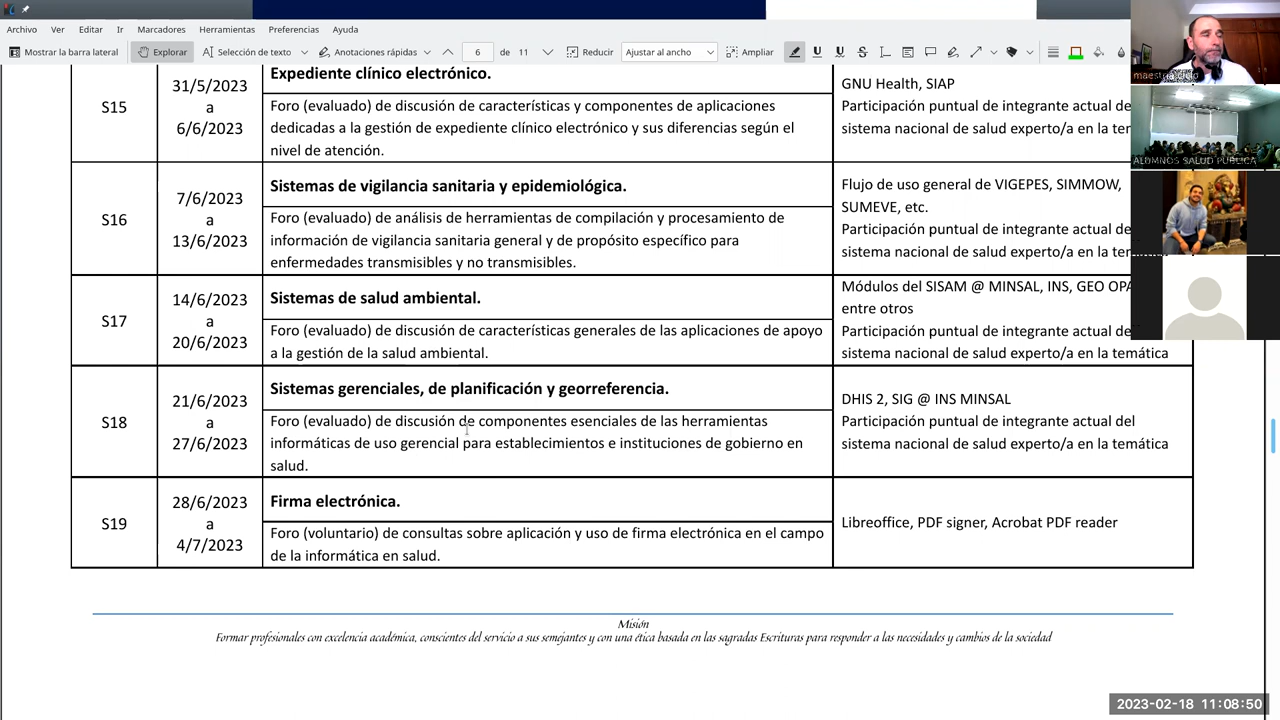 Archivo Ver Editar Ir Marcadores Herramientas Preferencias Ayuda
Mostrar la barra lateral Explorar Selección de texto Anotaciones rápidas 6 de 11 Reducir Ajustar al ancho Ampliar
S15
31/5/2023
a
6/6/2023
Expediente clínico electrónico.
Foro (evaluado) de discusión de características y componentes de aplicaciones
dedicadas a la gestión de expediente clínico electrónico y sus diferencias según el
nivel de atención.
GNU Health, SIAP
Participación puntual de integrante actual de
sistema nacional de salud experto/a en la tem
S16
7/6/2023
a
13/6/2023
Sistemas de vigilancia sanitaria y epidemiológica.
Foro (evaluado) de análisis de herramientas de compilación y procesamiento de
información de vigilancia sanitaria general y de propósito específico para
enfermedades transmisibles y no transmisibles.
Flujo de uso general de VIGEPES, SIMMOW,
SUMEVE, etc.
Participación puntual de integrante actual de
sistema nacional de salud experto/a en la tem
S17
14/6/2023
a
20/6/2023
Sistemas de salud ambiental.
Foro (evaluado) de discusión de características generales de las aplicaciones de apoyo
a la gestión de la salud ambiental.
Módulos del SISAM @ MINSAL, INS, GEO OPA
entre otros
Participación puntual de integrante actual de
sistema nacional de salud experto/a en la temática
S18
21/6/2023
a
27/6/2023
Sistemas gerenciales, de planificación y georreferencia.
Foro (evaluado) de discusión de componentes esenciales de las herramientas
informáticas de uso gerencial para establecimientos e instituciones de gobierno en
salud.
DHIS 2, SIG @ INS MINSAL
Participación puntual de integrante actual del
sistema nacional de salud experto/a en la temática
S19
28/6/2023
a
4/7/2023
Firma electrónica.
Foro (voluntario) de consultas sobre aplicación y uso de firma electrónica en el campo
de la informática en salud.
Libreoffice, PDF signer, Acrobat PDF reader
Misión
Formar profesionales con excelencia académica, conscientes del servicio a sus semejantes y con una ética basada en las sagradas Escrituras para responder a las necesidades y cambios de la sociedad
ALUMNOS SALUD PUBLICA
2023-02-18 11:08:50